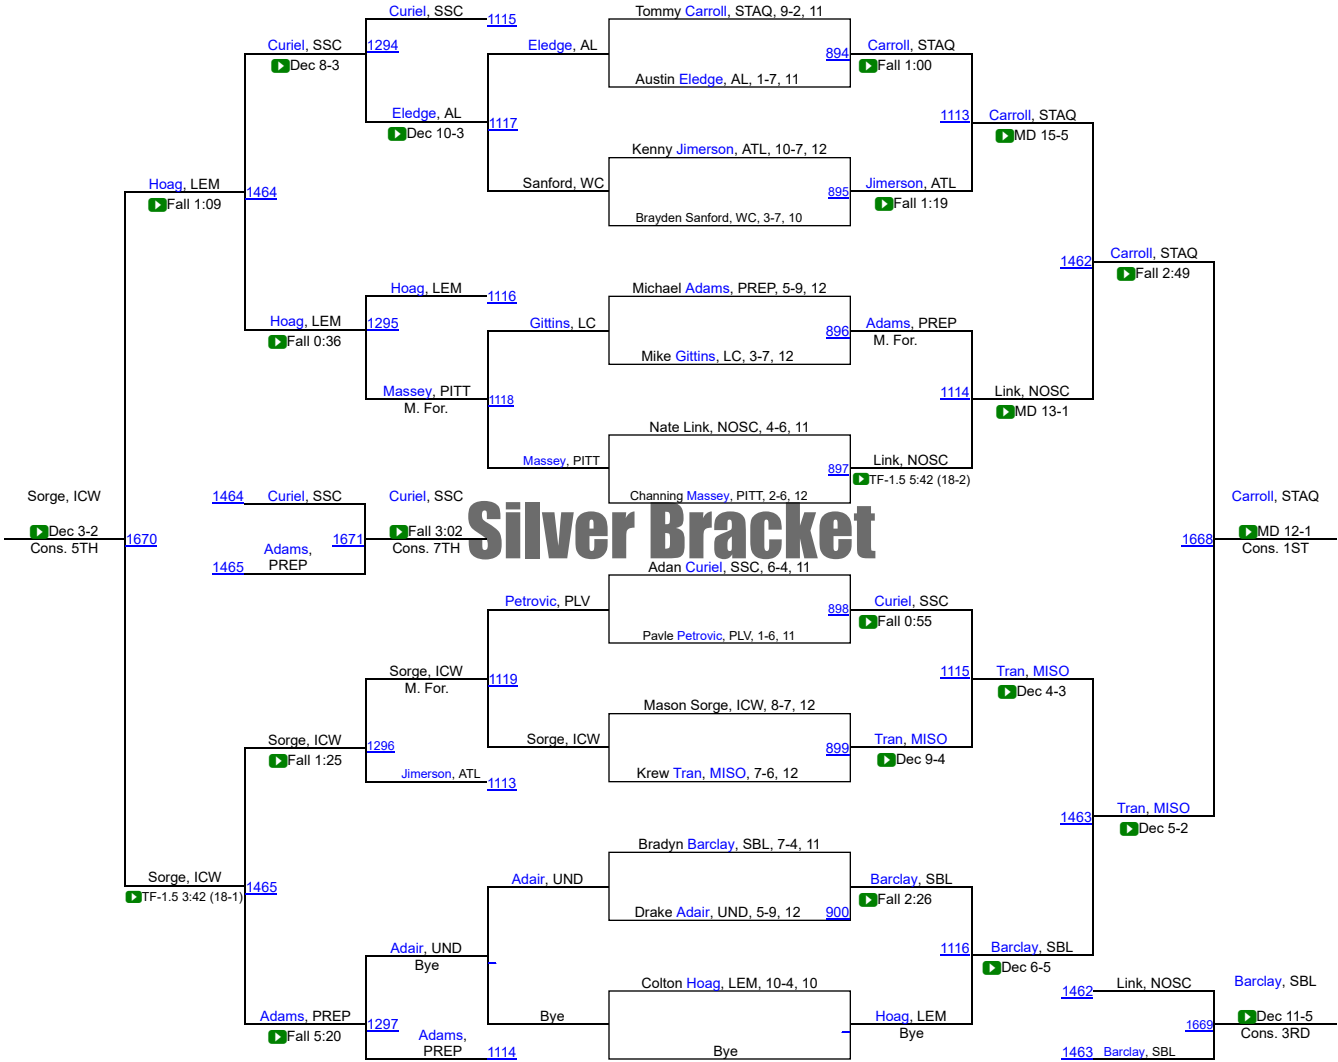 Curiel, SSC
1115
Tommy Carroll, STAQ, 9-2, 11
Curiel, SSC
1294
Eledge, AL
894
Carroll, STAQ
Dec 8-3
Fall 1:00
Austin Eledge, AL, 1-7, 11
Eledge, AL
1117
1113
Carroll, STAQ
Dec 10-3
MD 15-5
Kenny Jimerson, ATL, 10-7, 12
Hoag, LEM
1464
Sanford, WC
895
Jimerson, ATL
Fall 1:09
Fall 1:19
Brayden Sanford, WC, 3-7, 10
1462
Carroll, STAQ
Fall 2:49
Hoag, LEM
1116
Michael Adams, PREP, 5-9, 12
Hoag, LEM
1295
Gittins, LC
896
Adams, PREP
Fall 0:36
M. For.
Mike Gittins, LC, 3-7, 12
Massey, PITT
1118
1114
Link, NOSC
M. For.
MD 13-1
Nate Link, NOSC, 4-6, 11
Massey, PITT
897
Link, NOSC
TF-1.5 5:42 (18-2)
Channing Massey, PITT, 2-6, 12
Sorge, ICW
1464
Curiel, SSC
Curiel, SSC
Carroll, STAQ
Dec 3-2
1670
1671
Fall 3:02
Silver Bracket
1668
MD 12-1
Cons. 5TH
Adams,
PREP
Cons. 7TH
Cons. 1ST
1465
Adan Curiel, SSC, 6-4, 11
Petrovic, PLV
898
Curiel, SSC
Fall 0:55
Pavle Petrovic, PLV, 1-6, 11
Sorge, ICW
1119
1115
Tran, MISO
M. For.
Dec 4-3
Mason Sorge, ICW, 8-7, 12
Sorge, ICW
1296
Sorge, ICW
899
Tran, MISO
Fall 1:25
Dec 9-4
Jimerson, ATL
1113
Krew Tran, MISO, 7-6, 12
1463
Tran, MISO
Dec 5-2
Bradyn Barclay, SBL, 7-4, 11
Sorge, ICW
1465
Adair, UND
Barclay, SBL
TF-1.5 3:42 (18-1)
Fall 2:26
Drake Adair, UND, 5-9, 12
900
Adair, UND
1116
Barclay, SBL
Bye
Dec 6-5
Colton Hoag, LEM, 10-4, 10
1462
Link, NOSC
Barclay, SBL
Adams, PREP
1297
Bye
Hoag, LEM
1669
Dec 11-5
Fall 5:20
Bye
Cons. 3RD
Adams,
PREP
1114
Bye
1463
Barclay, SBL